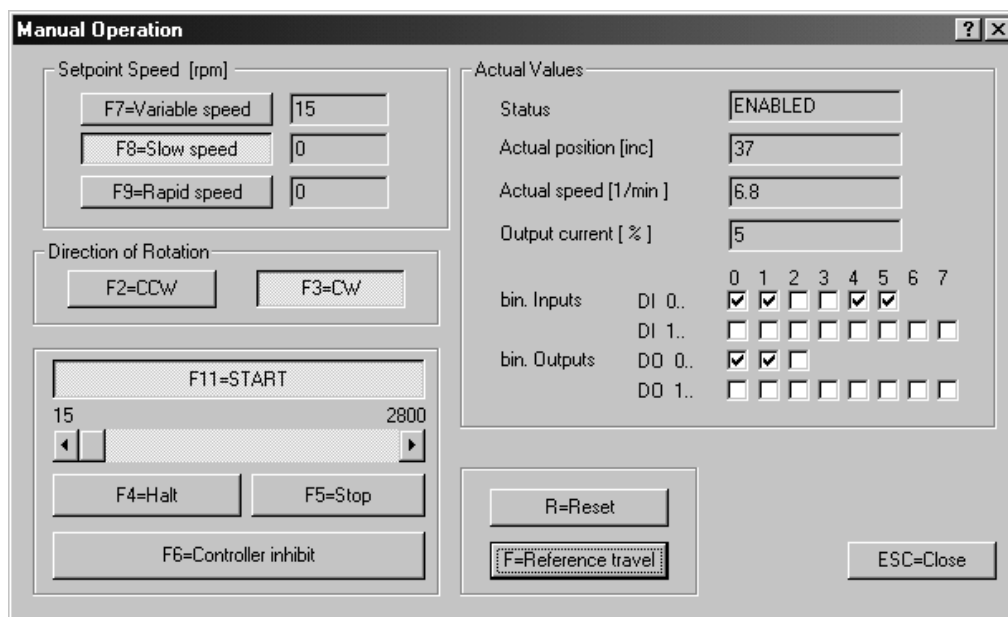 Manual Operation
Setpoint Speed [rpm]
F7=Variable speed 15
F8=Slow speed 0
F9=Rapid speed 0
Direction of Rotation
F2=CCW F3=CW
F11=START
15 2800
F4=Halt F5=Stop
F6=Controller inhibit
Actual Values
Status ENABLED
Actual position [inc] 37
Actual speed [1/min ] 6.8
Output current [ % ] 5
0 1 2 3 4 5 6 7
bin. Inputs DI 0..
DI 1..
bin. Outputs DO 0..
DO 1..
R=Reset
F=Reference travel
ESC=Close